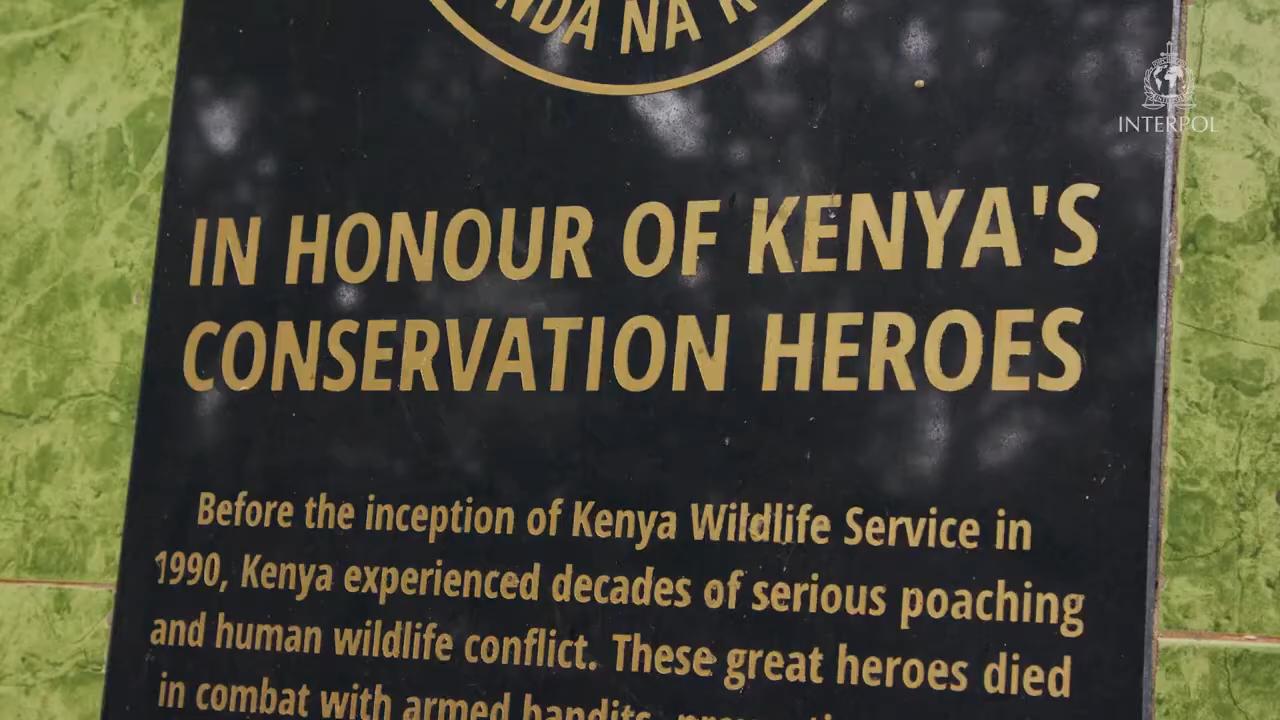 NA
INTERPOL
IN HONOUR OF KENYA'S
CONSERVATION HEROES
Before the inception of Kenya Wildlife Service in
1990, Kenya experienced decades of serious poaching
and human wildlife conflict. These great heroes died
in combat with armed bandits,